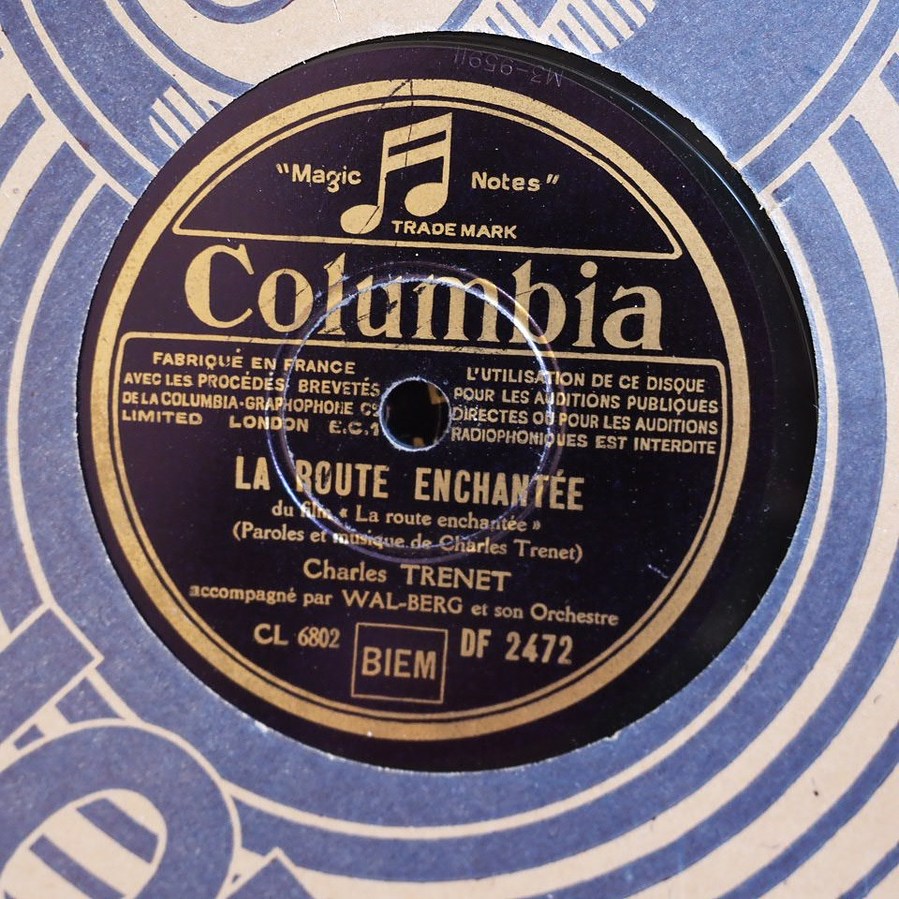 M3-95911
"Magic Notes"
TRADE MARK
Columbia
FABRIQUÉ EN FRANCE
AVEC LES PROCÉDÉS BREVETÉS
DE LA COLUMBIA-GRAPHOPHONE Cº
LIMITED LONDON E.C.1
L'UTILISATION DE CE DISQUE
POUR LES AUDITIONS PUBLIQUES
DIRECTES OU POUR LES AUDITIONS
RADIOPHONIQUES EST INTERDITE
LA ROUTE ENCHANTÉE
du film « La route enchantée »
(Paroles et musique de Charles Trenet)
Charles TRENET
accompagné par WAL-BERG et son Orchestre
CL 6802 BIEM DF 2472